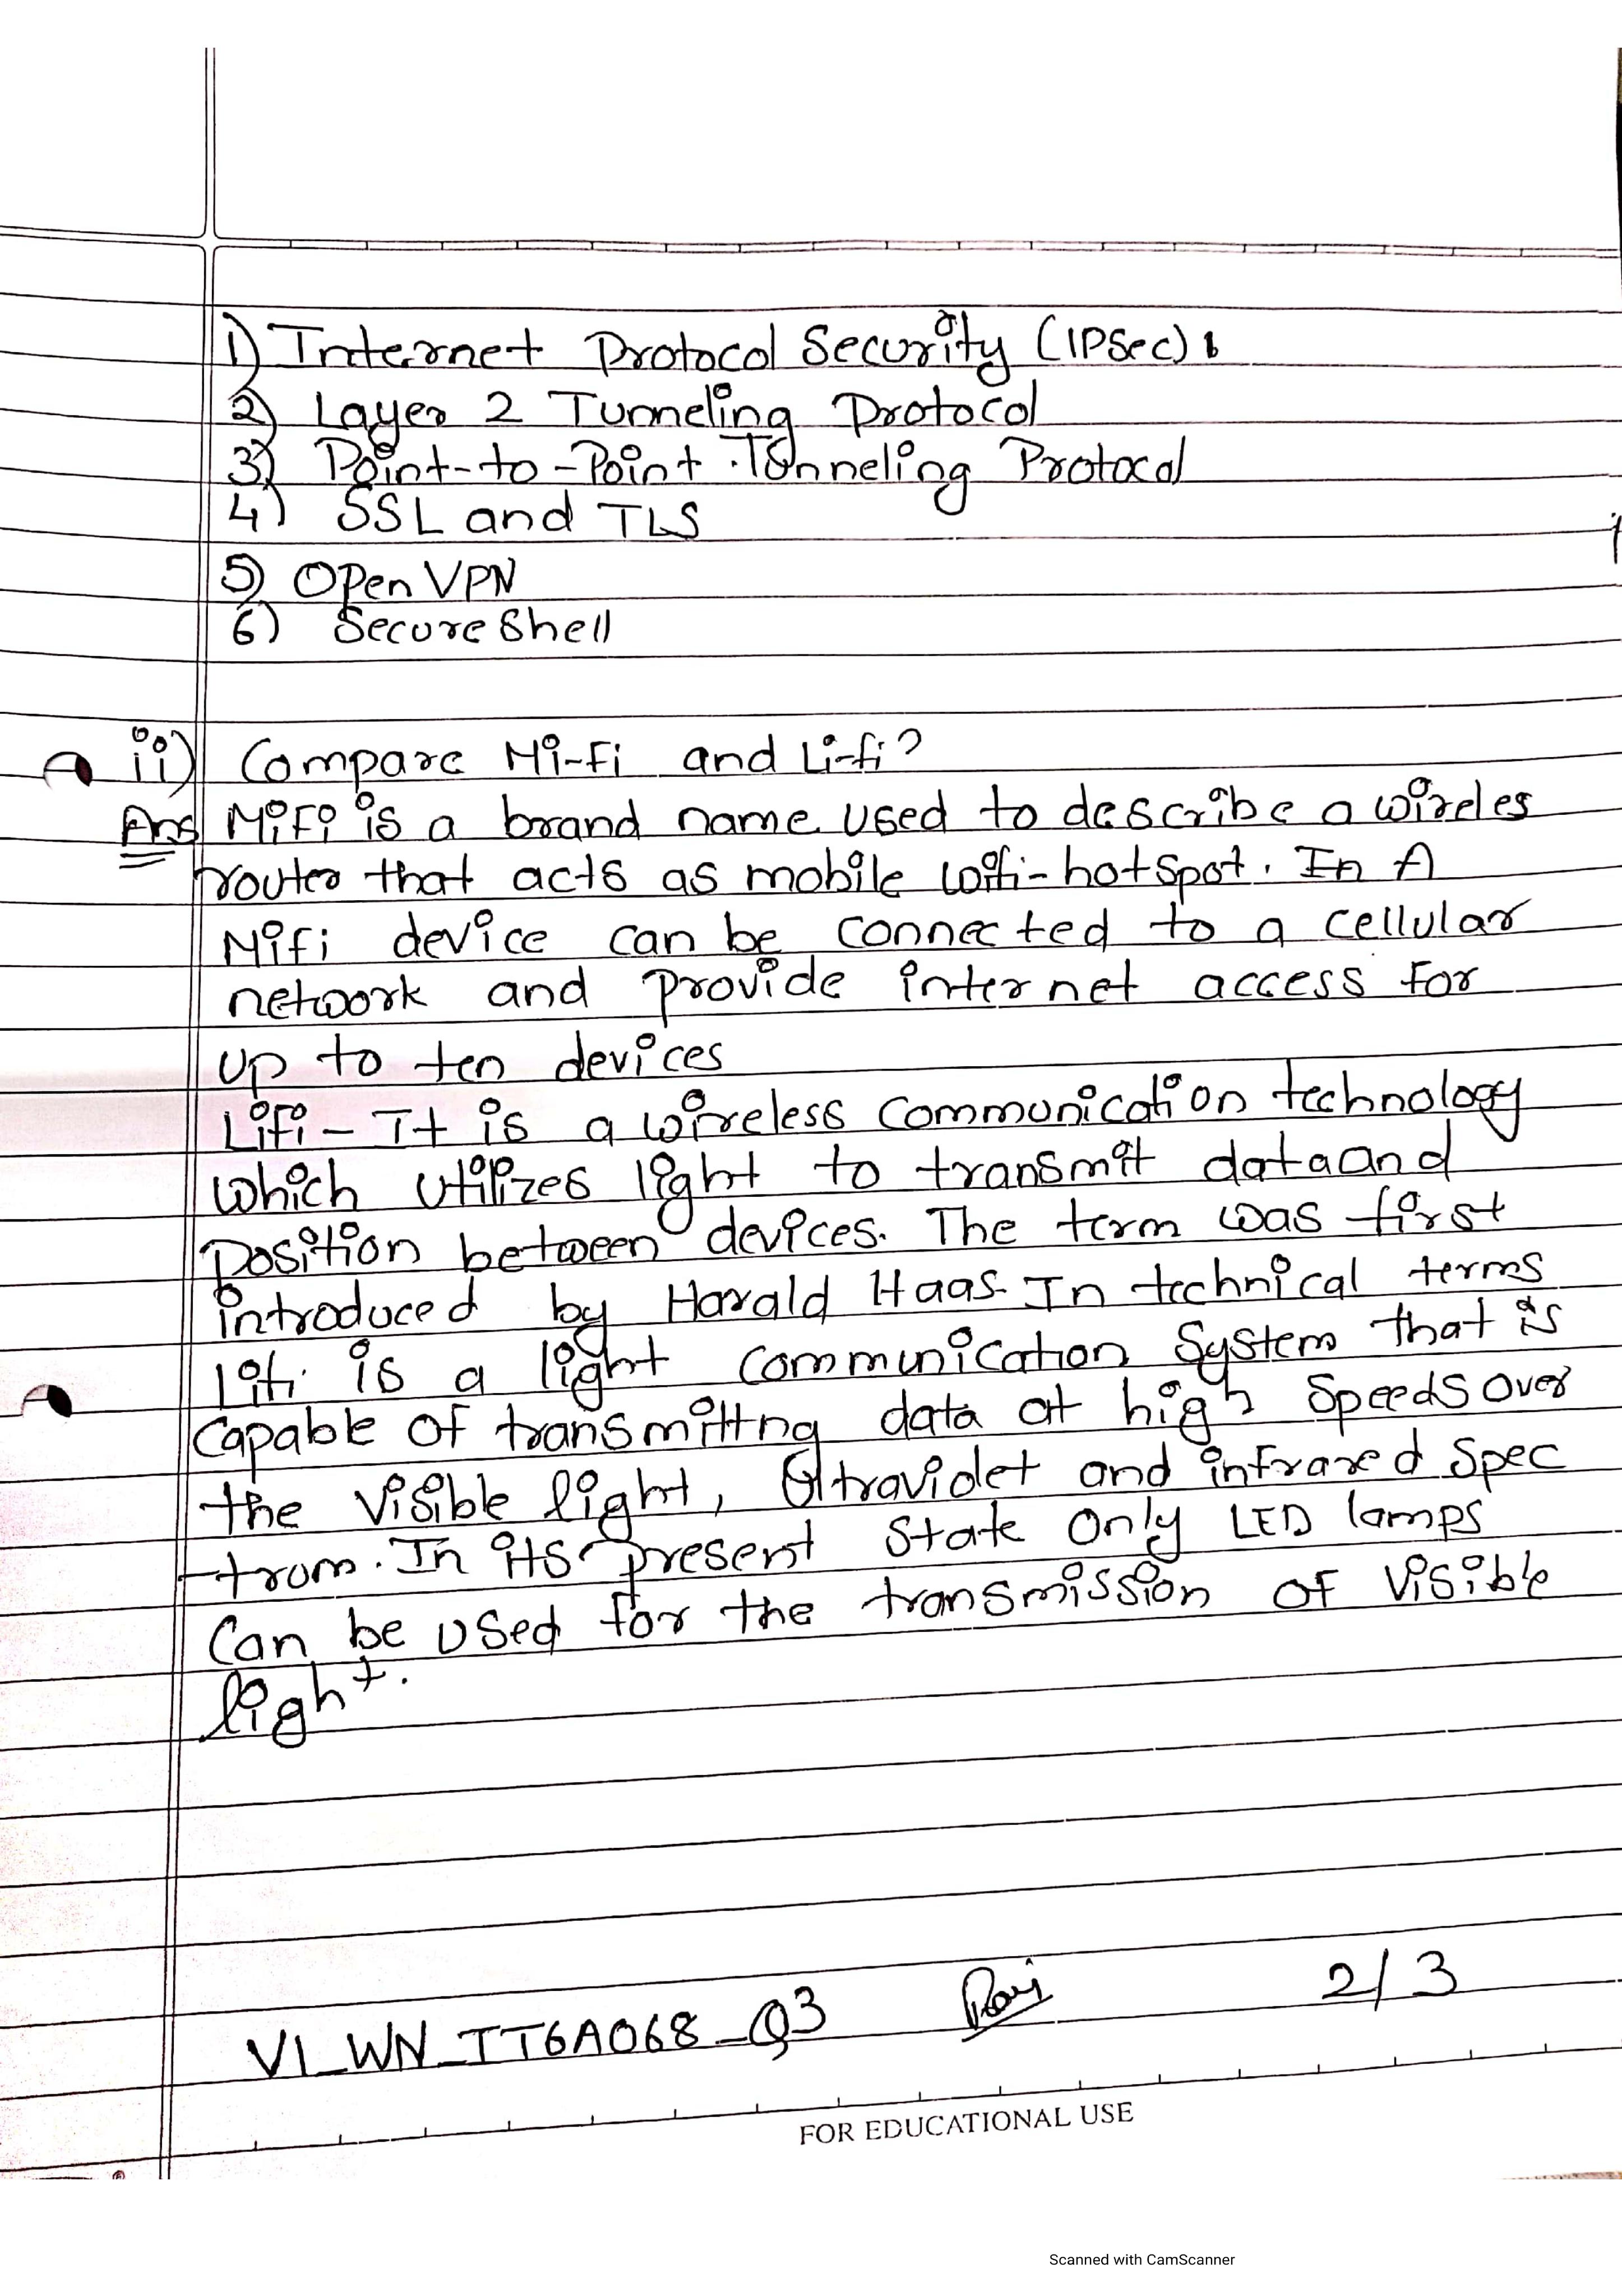 1) Internet Protocol Security (IPSec):
2) Layer 2 Tunneling Protocol
3) Point-to-Point Tunneling Protocol
4) SSL and TLS
5) Open VPN
6) Secure Shell
ii) Compare Mi-Fi and Li-fi?
Ans MiFi is a brand name used to describe a wireles
router that acts as mobile wifi-hotspot. In A
Mifi device can be connected to a cellular
network and provide internet access for
up to ten devices
Lifi - It is a wireless communication technology
which utilizes light to transmit data and
position between devices. The term was first
introduced by Harald Haas. In technical terms
Lifi is a light communication system that is
capable of transmittng data at high speeds over
the visible light, Ultraviolet and infrared spec
-trum. In its present state only LED lamps
can be used for the transmission of visible
light.
VI_WN_IT6A068_Q3 2/3
FOR EDUCATIONAL USE
Scanned with CamScanner